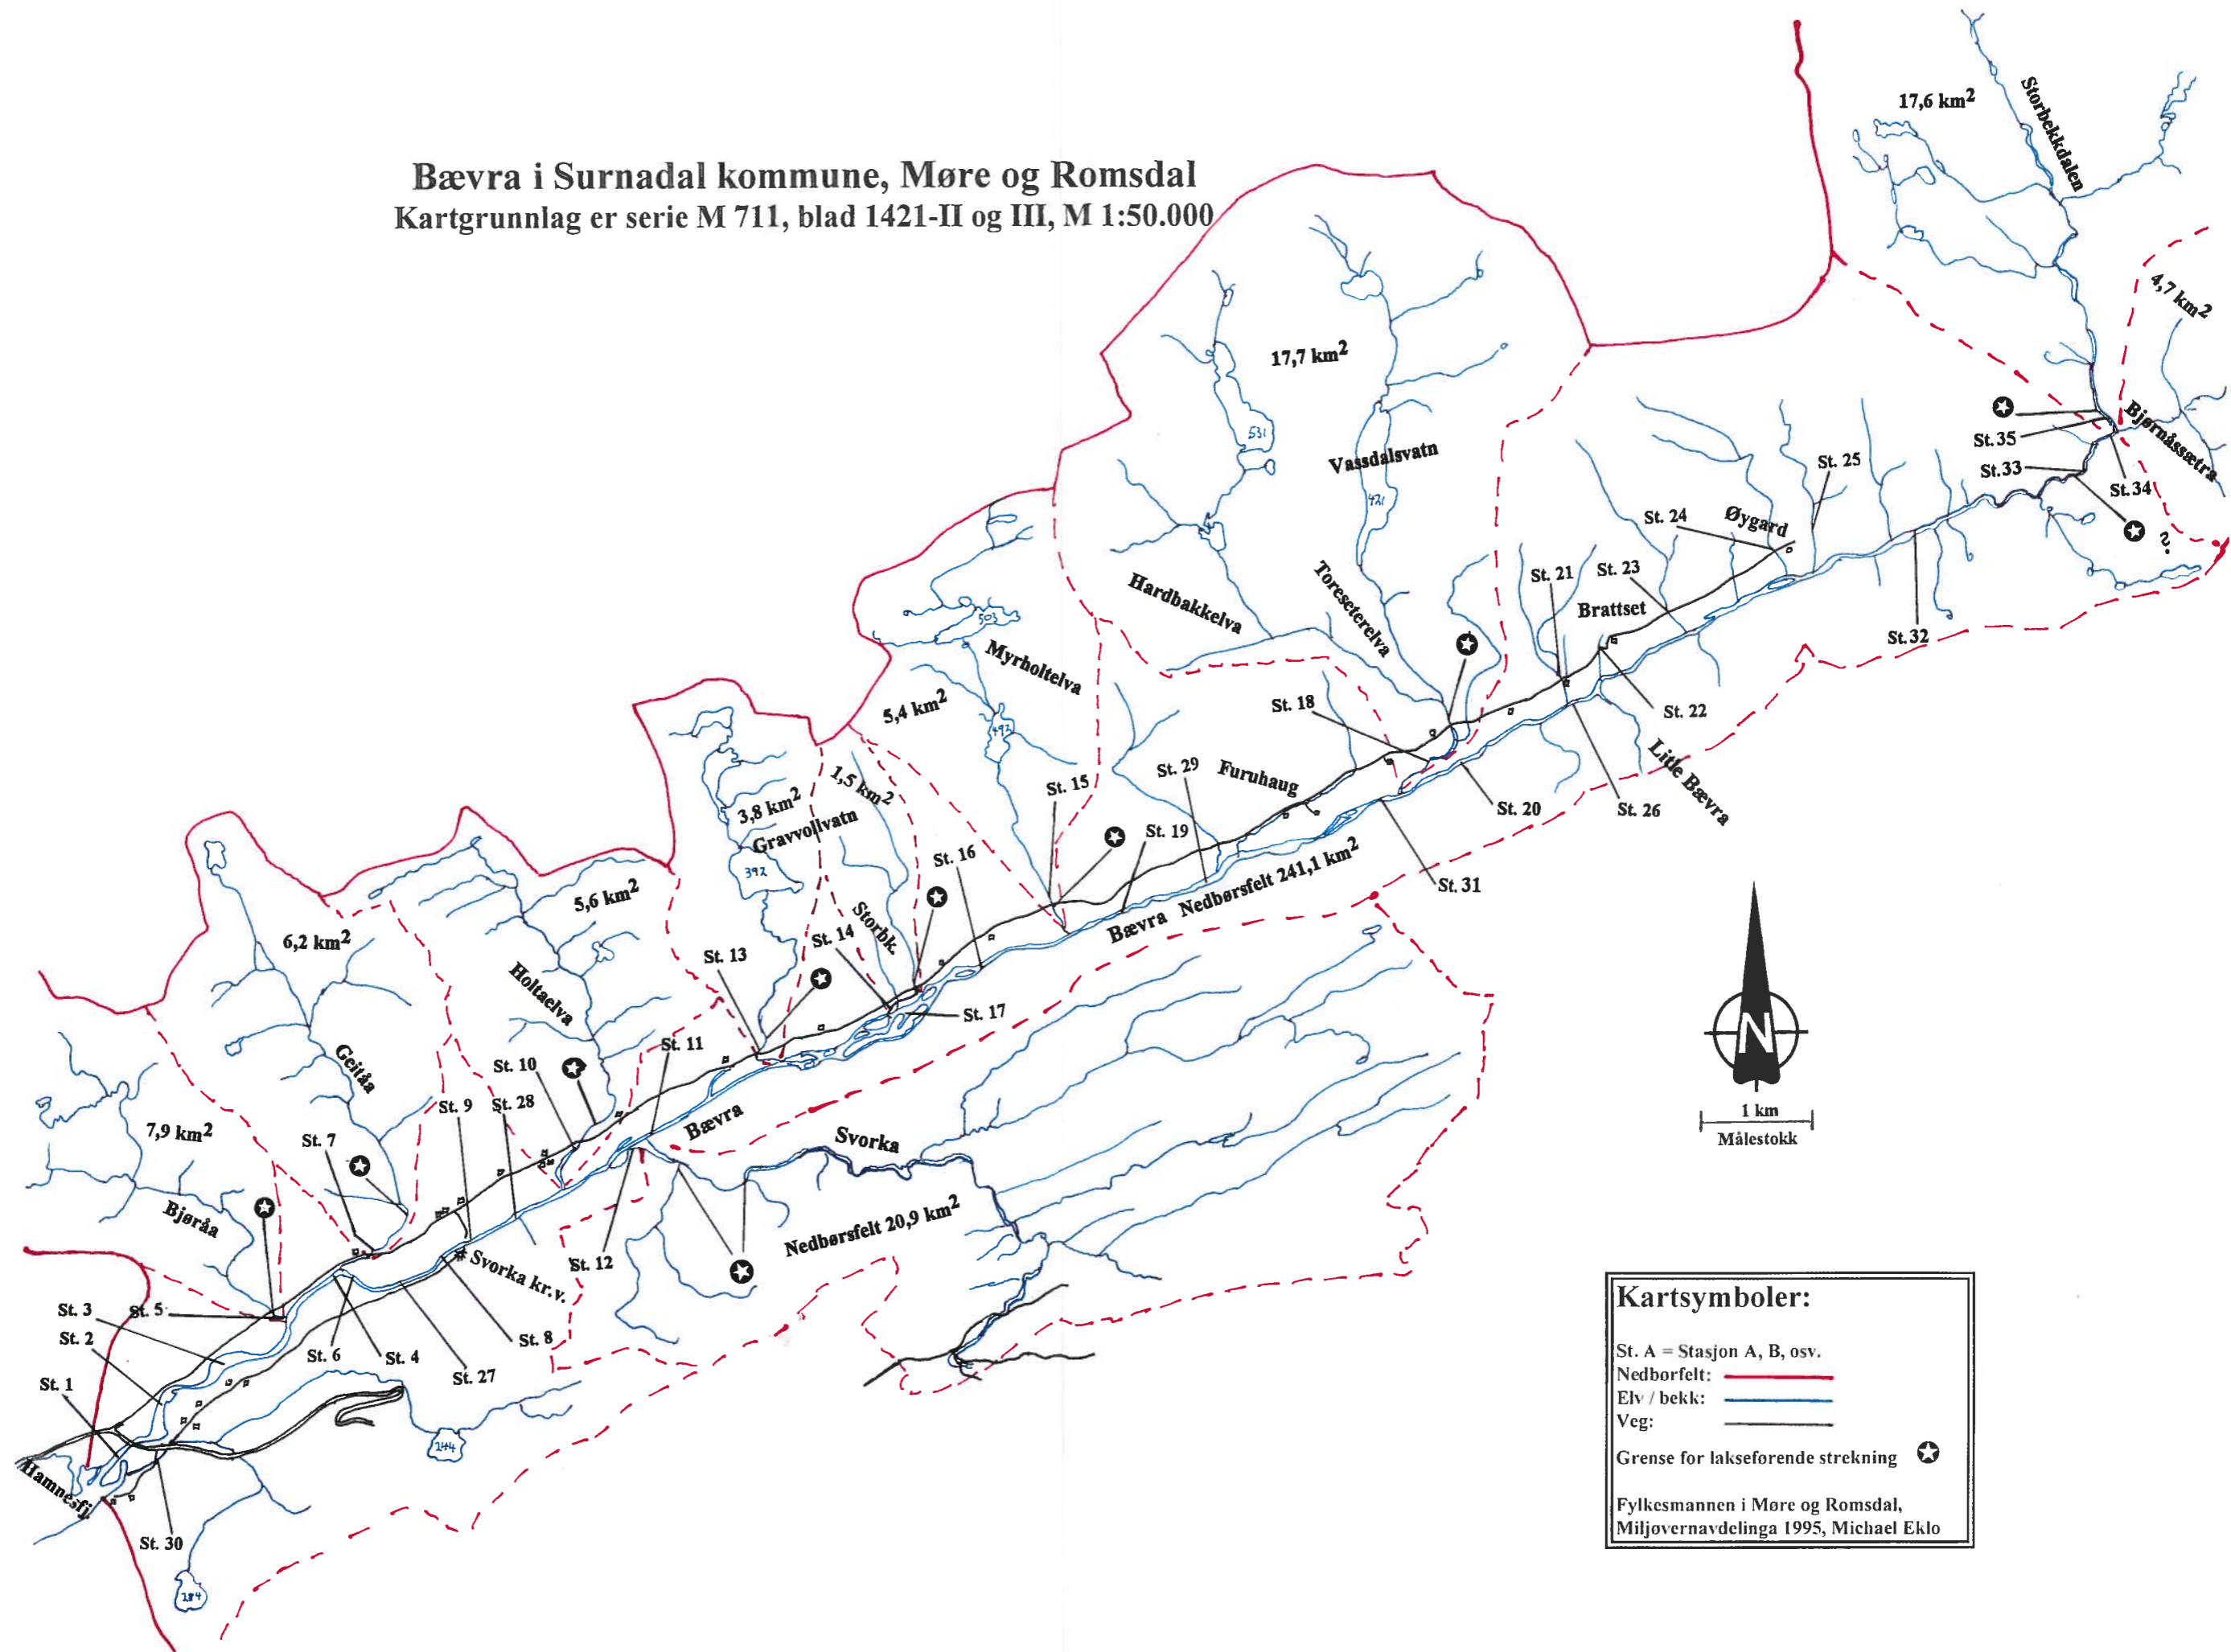 Bævra i Surnadal kommune, Møre og Romsdal
Kartgrunnlag er serie M 711, blad 1421-II og III, M 1:50.000
17,6 km²
Storbekkdalen
4,7 km²
17,7 km²
531
Vassdalsvatn
421
St.35
Bjørnåssætra
St.33
St.34
?
St. 25
St. 24
Øygard
St. 21
St. 23
Brattset
St.32
Hardbakkelva
Toreseterelva
503
Myrholtelva
5,4 km²
492
St. 18
St. 22
Litle Bævra
St. 26
St. 20
St. 29
Furuhaug
St. 15
St. 19
St. 31
Bævra Nedbørsfelt 241,1 km²
1,5 km²
3,8 km²
Gravvollvatn
392
St. 16
Storbk.
St. 14
St. 13
St. 17
5,6 km²
6,2 km²
Holtaelva
Geitåa
St. 11
St. 10
St. 9
St. 28
Bævra
Svorka
7,9 km²
St. 7
Bjøråa
Nedbørsfelt 20,9 km²
St. 12
Svorka kr.v.
St. 3
St. 5
St. 2
St. 8
St. 6
St. 4
St. 27
St. 1
244
Hamnesfj.
St. 30
284
N
1 km
Målestokk
Kartsymboler:
St. A = Stasjon A, B, osv.
Nedbørfelt:
Elv / bekk:
Veg:
Grense for lakseførende strekning
Fylkesmannen i Møre og Romsdal,
Miljøvernavdelinga 1995, Michael Eklo